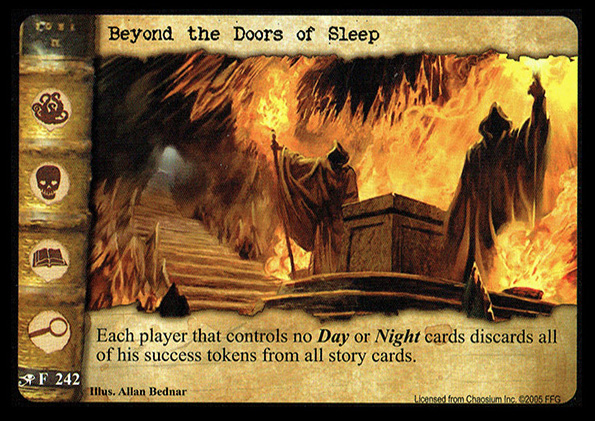 Beyond the Doors of Sleep
Each player that controls no Day or Night cards discards all
of his success tokens from all story cards.
F 242
Illus. Allan Bednar
Licensed from Chaosium Inc. ©2005 FFG